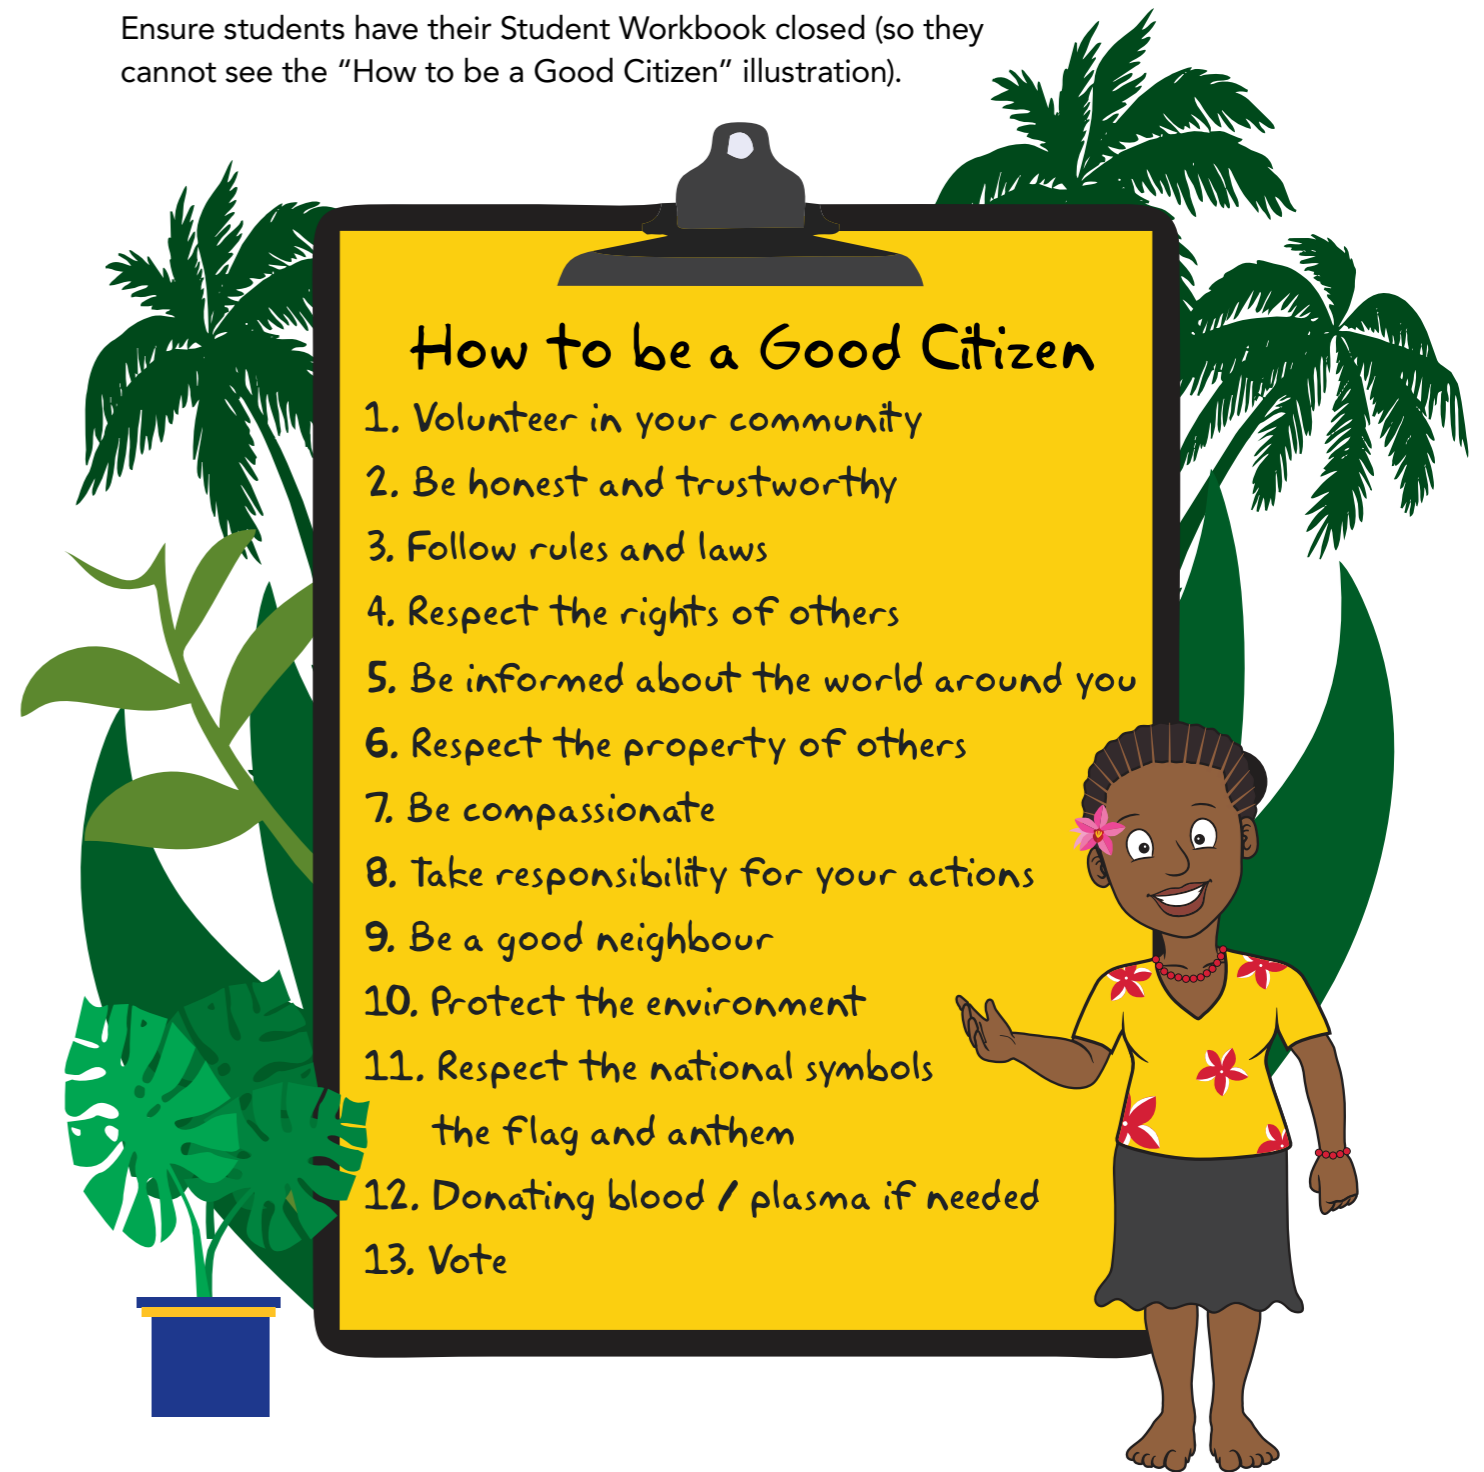 Ensure students have their Student Workbook closed (so they
cannot see the “How to be a Good Citizen” illustration).
How to be a Good Citizen
1. Volunteer in your community
2. Be honest and trustworthy
3. Follow rules and laws
4. Respect the rights of others
5. Be informed about the world around you
6. Respect the property of others
7. Be compassionate
8. Take responsibility for your actions
9. Be a good neighbour
10. Protect the environment
11. Respect the national symbols
the flag and anthem
12. Donating blood / plasma if needed
13. Vote